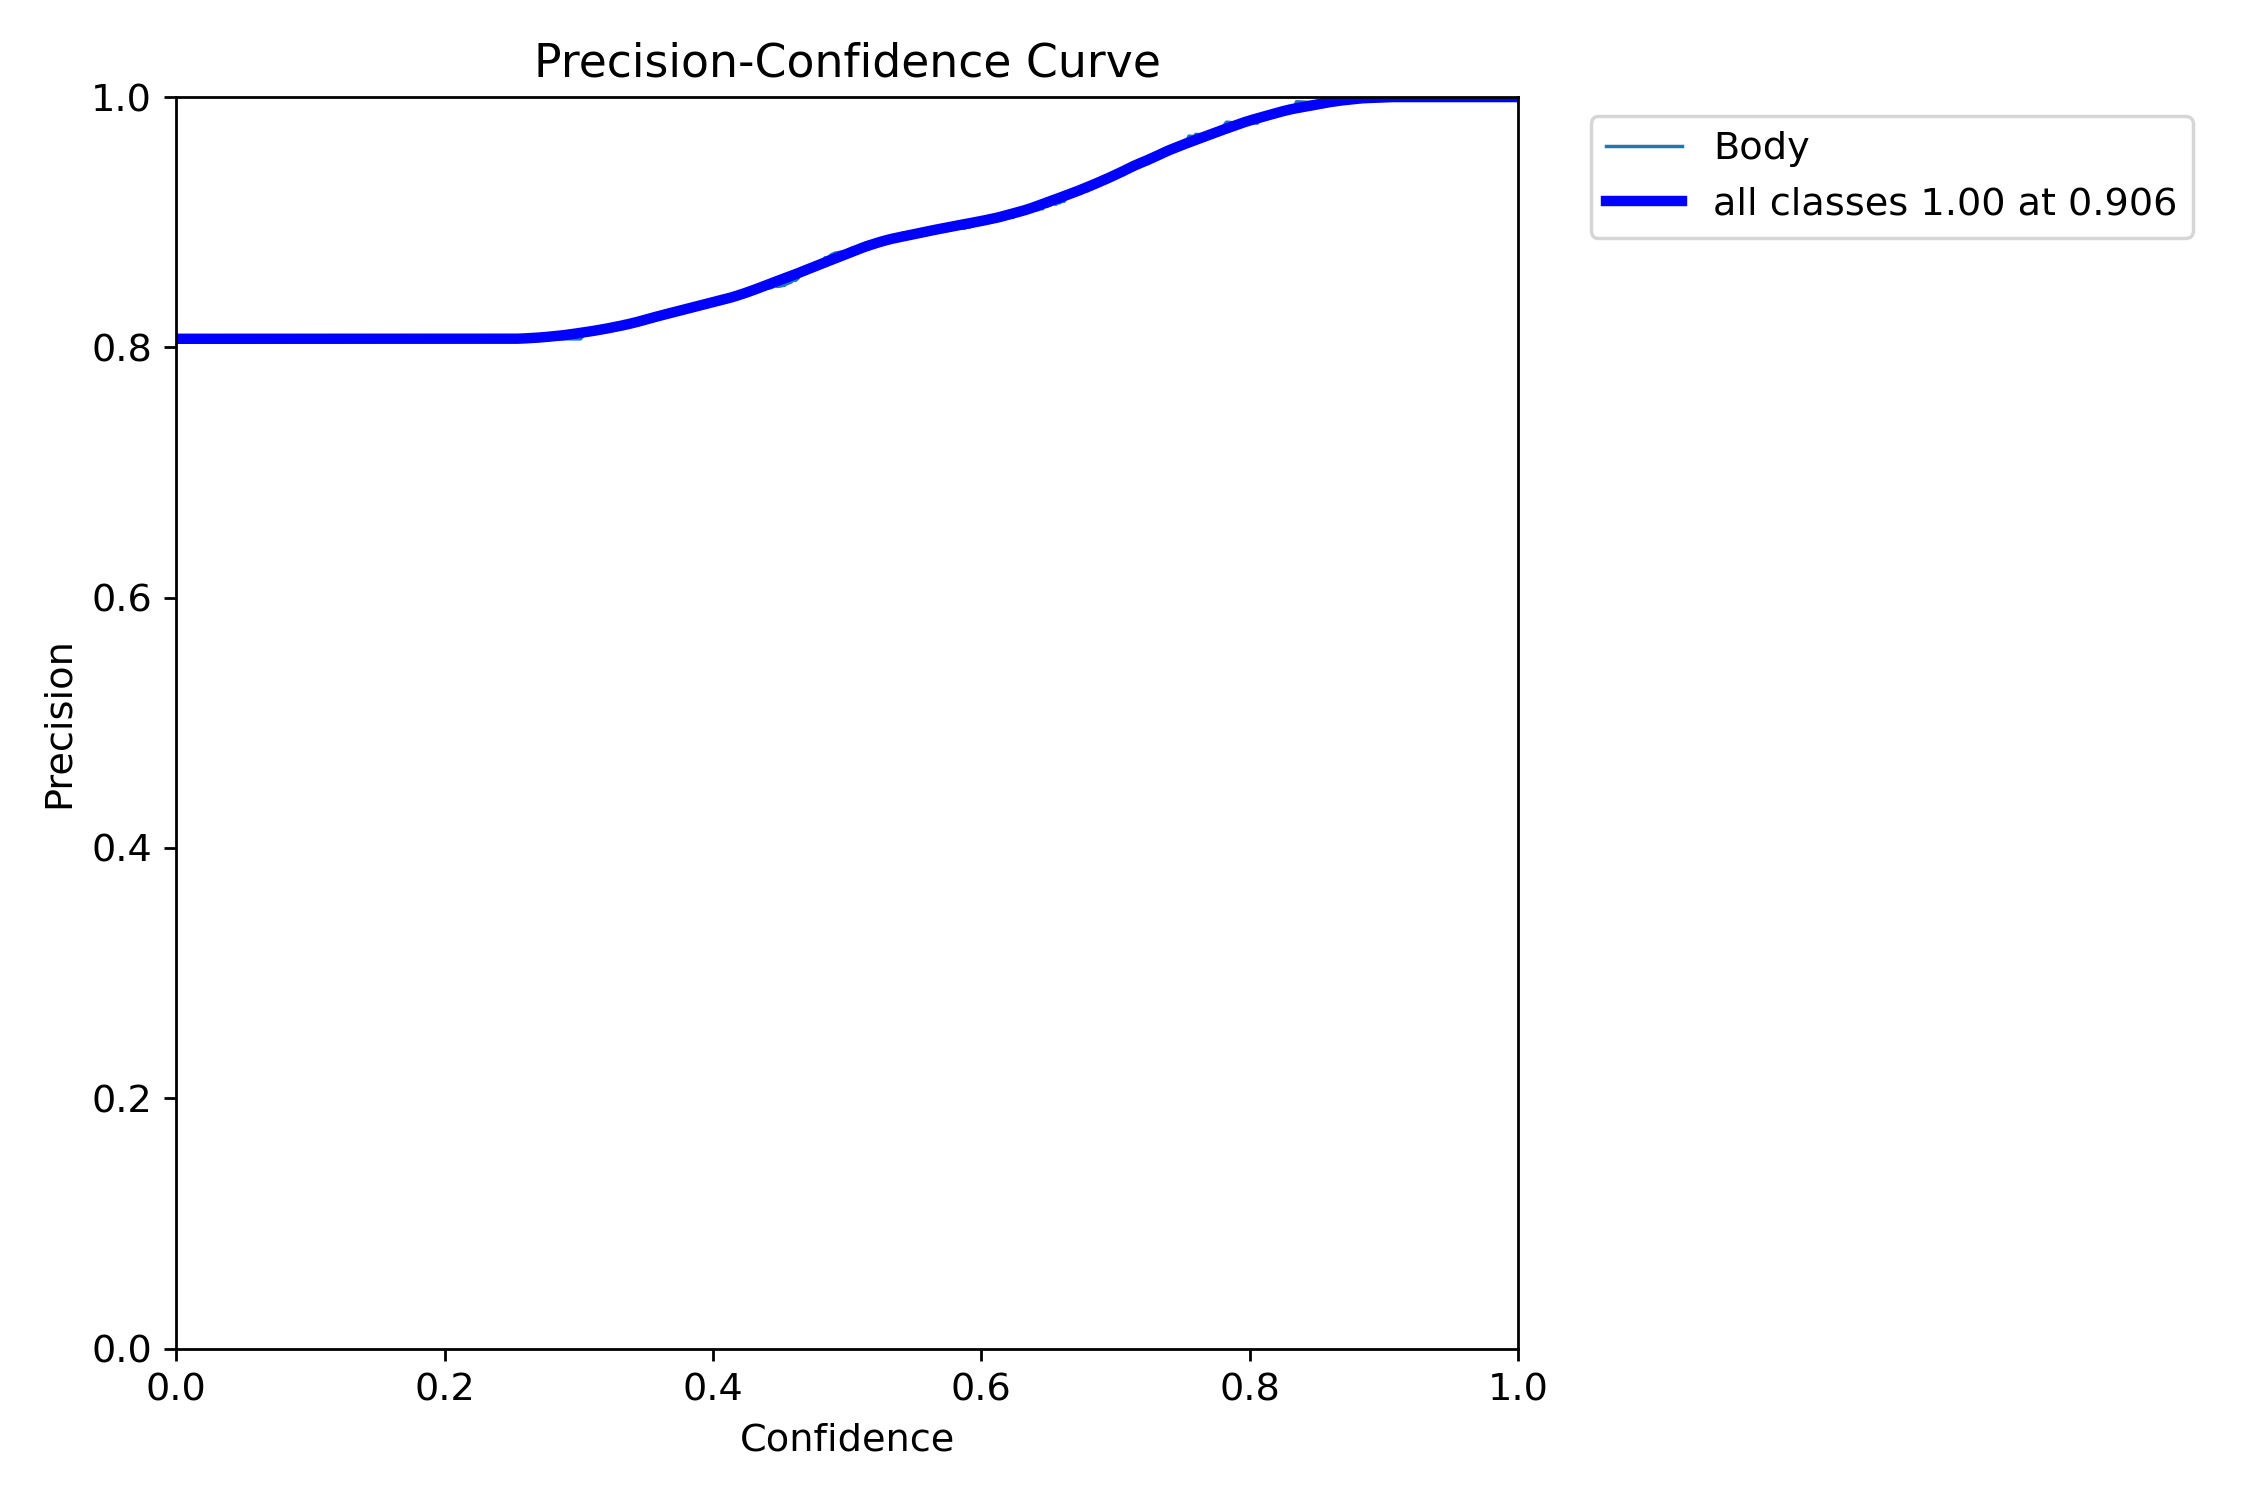 Precision-Confidence Curve
1.0
0.8
0.6
0.4
0.2
0.0
Precision
0.0 0.2 0.4 0.6 0.8 1.0
Confidence
Body
all classes 1.00 at 0.906